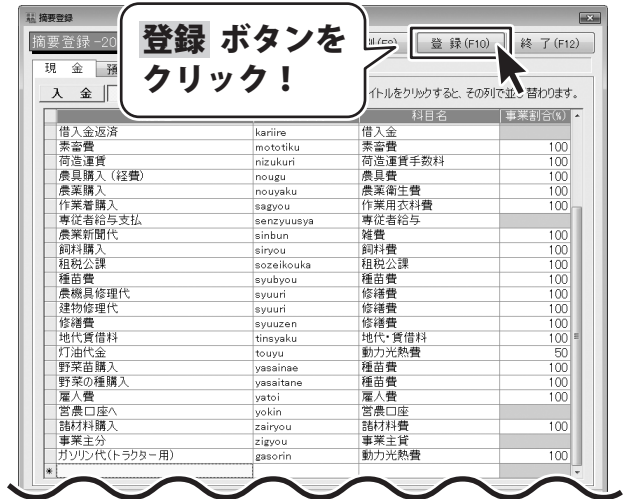 摘要登録
摘要登録 -20
登録 ボタンを
クリック！
登 録(F10)
終 了(F12)
現 金
預
入 金
イトルをクリックすると、その列で並び替わります。
科目名 事業割合(%)
借入金返済 kariire 借入金
素畜費 mototiku 素畜費 100
荷造運賃 nizukuri 荷造運賃手数料 100
農具購入（経費） nougu 農具費 100
農薬購入 nouyaku 農薬衛生費 100
作業着購入 sagyou 作業用衣料費 100
専従者給与支払 senzyuusya 専従者給与
農業新聞代 sinbun 雑費 100
飼料購入 siryou 飼料費 100
租税公課 sozeikouka 租税公課 100
種苗費 syubyou 種苗費 100
農機具修理代 syuuri 修繕費 100
建物修理代 syuuri 修繕費 100
修繕費 syuuzen 修繕費 100
地代賃借料 tinsyaku 地代・賃借料 100
灯油代金 touyu 動力光熱費 50
野菜苗購入 yasainae 種苗費 100
野菜の種購入 yasaitane 種苗費 100
雇人費 yatoi 雇人費 100
営農口座へ yokin 営農口座
諸材料購入 zairyou 諸材料費 100
事業主分 zigyou 事業主貸
ガソリン代(トラクター用) gasorin 動力光熱費 100
*